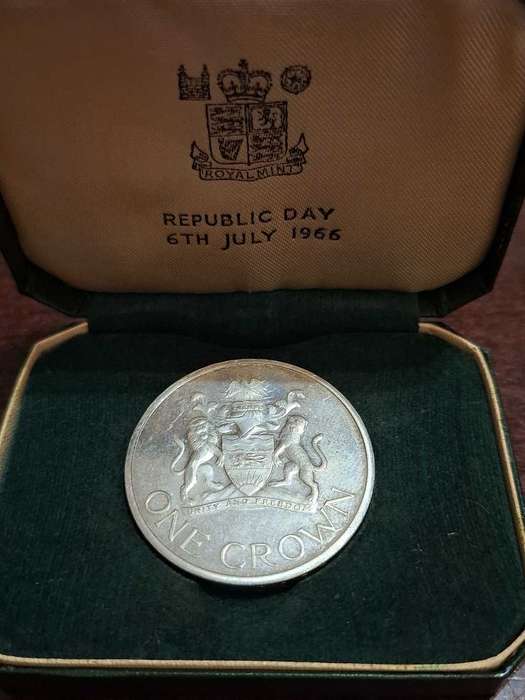 ROYAL MINT
REPUBLIC DAY
6TH JULY 1966
UNITY AND FREEDOM
ONE CROWN